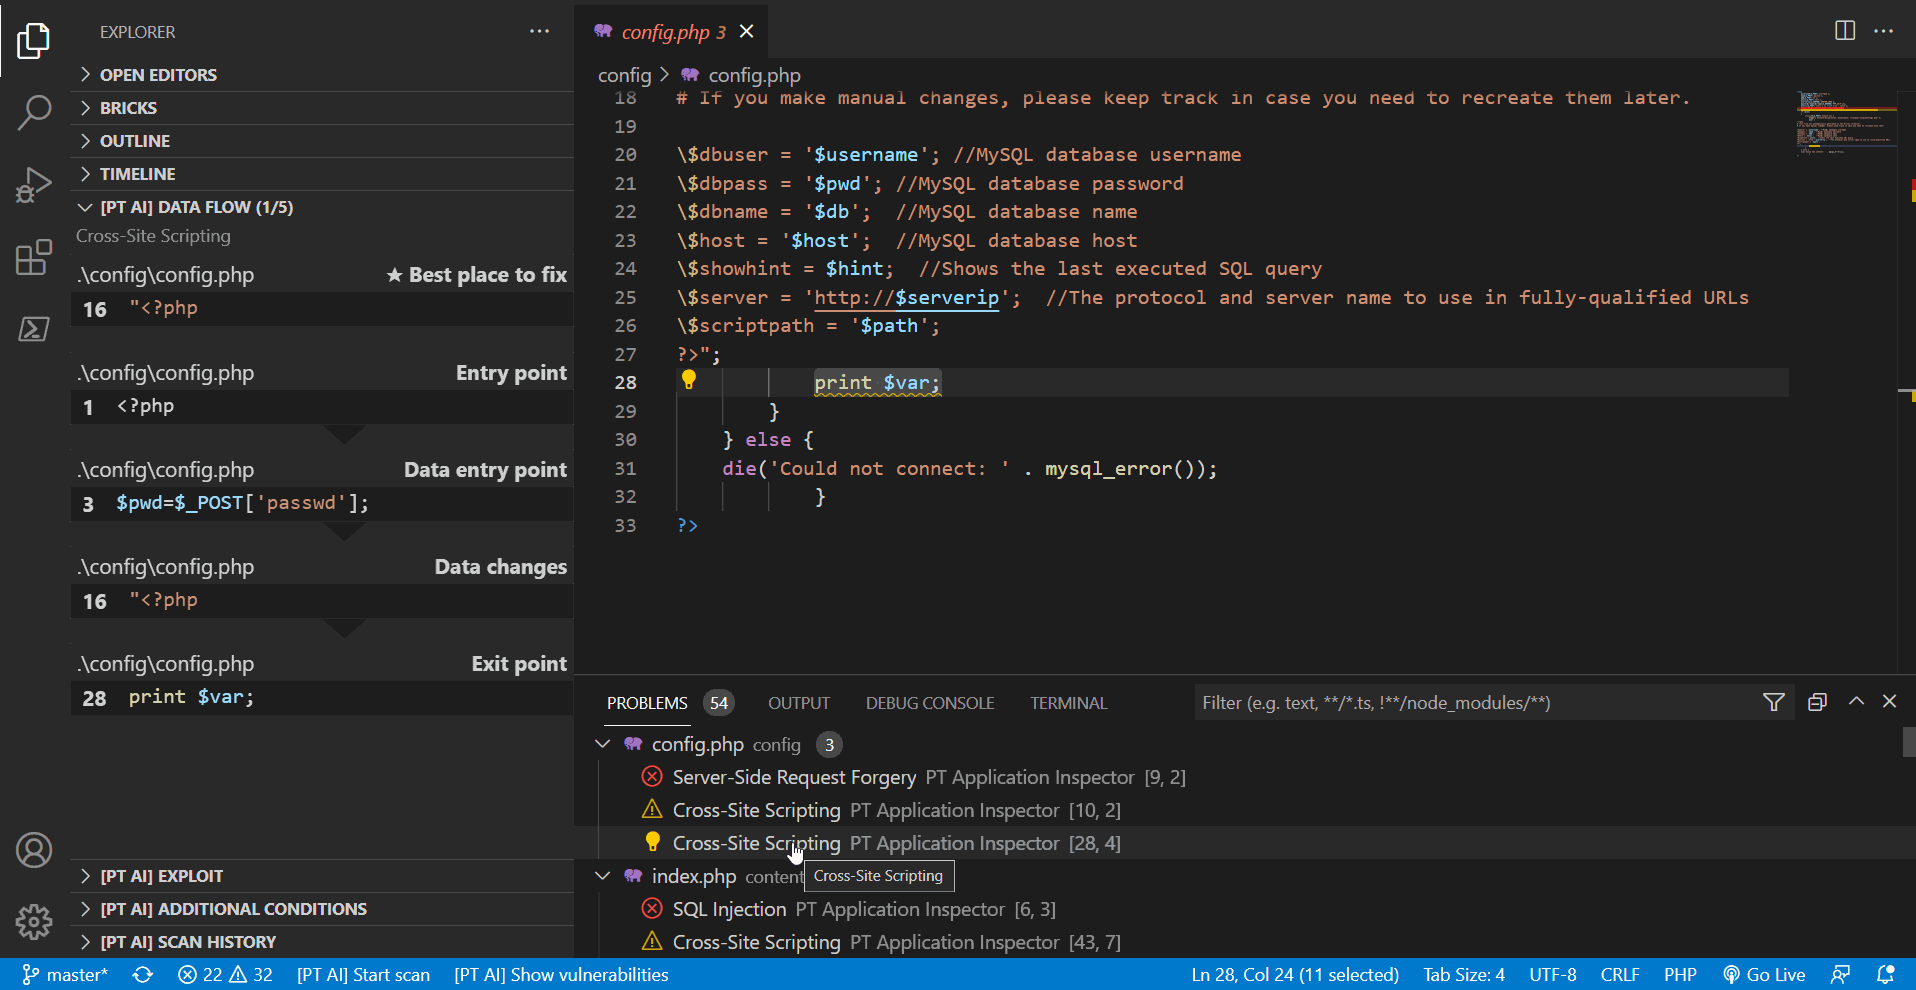 EXPLORER
OPEN EDITORS
BRICKS
OUTLINE
TIMELINE
[PT AI] DATA FLOW (1/5)
Cross-Site Scripting
.\config\config.php ★ Best place to fix
16 "<?php
.\config\config.php Entry point
1 <?php
.\config\config.php Data entry point
3 $pwd=$_POST['passwd'];
.\config\config.php Data changes
16 "<?php
.\config\config.php Exit point
28 print $var;
[PT AI] EXPLOIT
[PT AI] ADDITIONAL CONDITIONS
[PT AI] SCAN HISTORY
config.php 3
config > config.php
18 # If you make manual changes, please keep track in case you need to recreate them later.
19
20 \$dbuser = '$username'; //MySQL database username
21 \$dbpass = '$pwd'; //MySQL database password
22 \$dbname = '$db';  //MySQL database name
23 \$host = '$host';  //MySQL database host
24 \$showhint = $hint;  //Shows the last executed SQL query
25 \$server = 'http://$serverip';  //The protocol and server name to use in fully-qualified URLs
26 \$scriptpath = '$path';
27 ?>";
28 print $var;
29 }
30 } else {
31 die('Could not connect: ' . mysql_error());
32 }
33 ?>
PROBLEMS 54 OUTPUT DEBUG CONSOLE TERMINAL Filter (e.g. text, **/*.ts, !**/node_modules/**)
config.php config 3
Server-Side Request Forgery PT Application Inspector [9, 2]
Cross-Site Scripting PT Application Inspector [10, 2]
Cross-Site Scripting PT Application Inspector [28, 4]
index.php content
Cross-Site Scripting
SQL Injection PT Application Inspector [6, 3]
Cross-Site Scripting PT Application Inspector [43, 7]
master* 22 32 [PT AI] Start scan [PT AI] Show vulnerabilities Ln 28, Col 24 (11 selected) Tab Size: 4 UTF-8 CRLF PHP Go Live